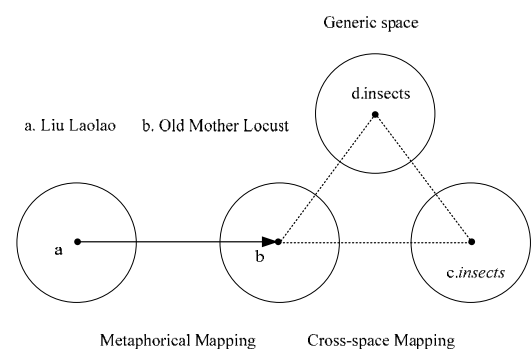 Generic space
d.insects
a. Liu Laolao b. Old Mother Locust
a
b
c.insects
Metaphorical Mapping Cross-space Mapping